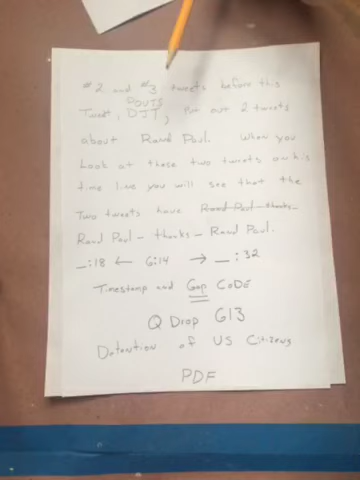 #2 and #3 tweets before this
POUTS
Tweet, DJT, Put out 2 tweets
about Rand Paul. When you
Look at these two tweets on his
time line you will see that the
Two tweets have Rand Paul - thanks -
Rand Paul - thanks - Rand Paul.
_:18 ← 6:14 → _:32
Timestamp and Gap CODE
Q Drop 613
Detention of US Citizens
PDF